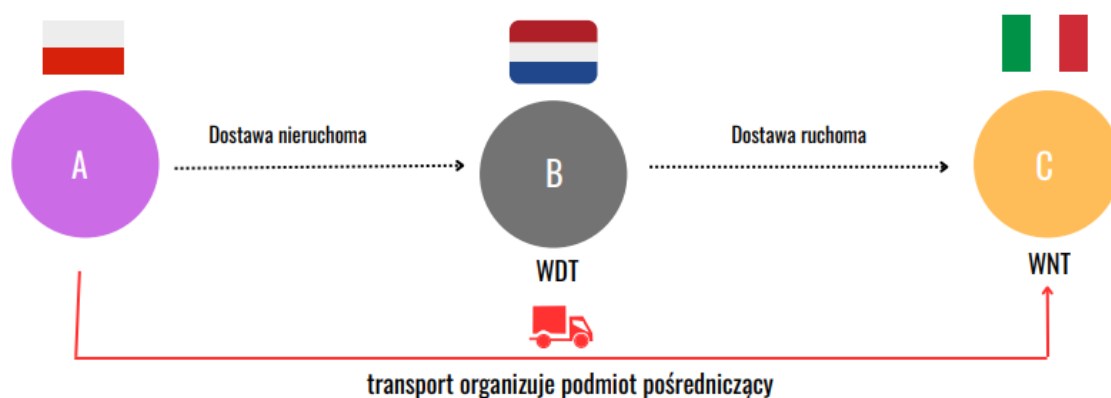 Dostawa nieruchoma
Dostawa ruchoma
A
B
C
WDT
WNT
transport organizuje podmiot pośredniczący